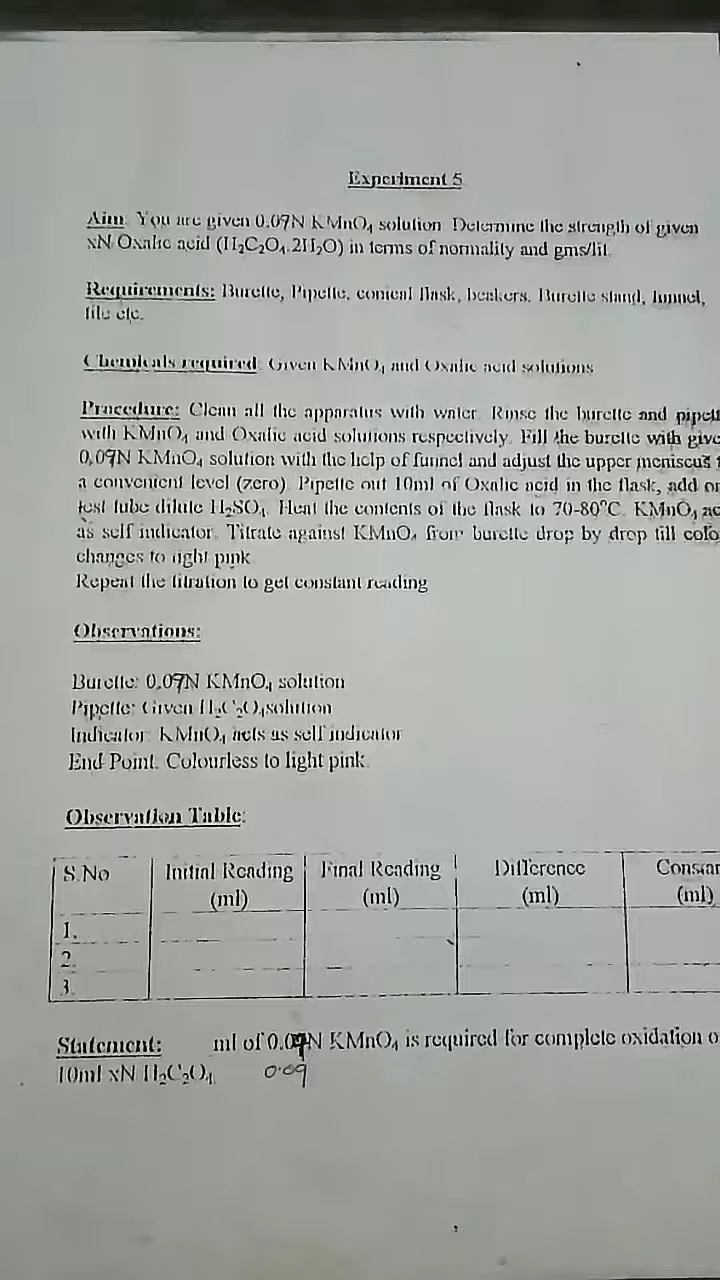 Experiment 5
Aim: You are given 0.09N KMnO₄ solution. Determine the strength of given
xN Oxalic acid (H₂C₂O₄.2H₂O) in terms of normality and gms/lit.
Requirements: Burette, Pipette, conical flask, beakers, Burette stand, funnel,
tile etc.
Chemicals required: Given KMnO₄ and Oxalic acid solutions
Procedure: Clean all the apparatus with water. Rinse the burette and pipett
with KMnO₄ and Oxalic acid solutions respectively. Fill the burette with give
0.09N KMnO₄ solution with the help of funnel and adjust the upper meniscus t
a convenient level (zero). Pipette out 10ml of Oxalic acid in the flask, add or
test tube dilute H₂SO₄. Heat the contents of the flask to 70-80°C. KMnO₄ ac
as self indicator. Titrate against KMnO₄ from burette drop by drop till colo
changes to light pink
Repeat the titration to get constant reading
Observations:
Burette: 0.09N KMnO₄ solution
Pipette: Given H₂C₂O₄ solution
Indicator: KMnO₄ acts as self indicator
End Point: Colourless to light pink
Observation Table:
S.No Initial Reading (ml) Final Reading (ml) Difference (ml) Constan (ml)
1.
2.
3.
Statement: ml of 0.09N KMnO₄ is required for complete oxidation o
10ml xN H₂C₂O₄ 0.09